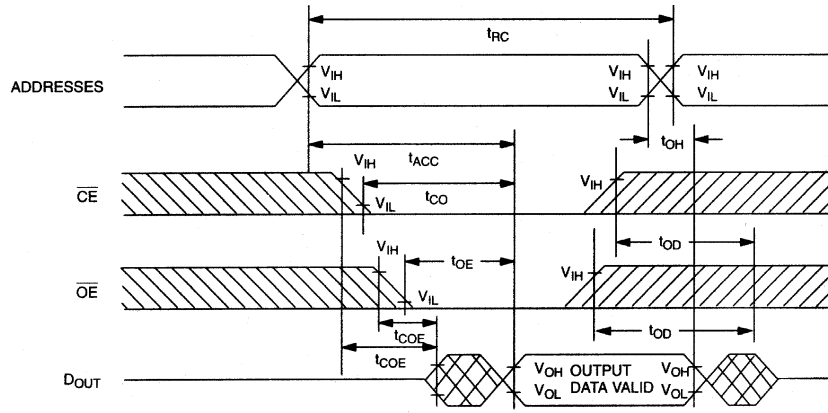 tRC
ADDRESSES
VIH VIH VIH
VIL VIL VIL
tOH
tACC
VIH
CE tCO VIH
VIL
tOD
VIH tOE VIH
OE
VIL
tCOE tOD
tCOE
DOUT VOH OUTPUT VOH
VOL DATA VALID VOL